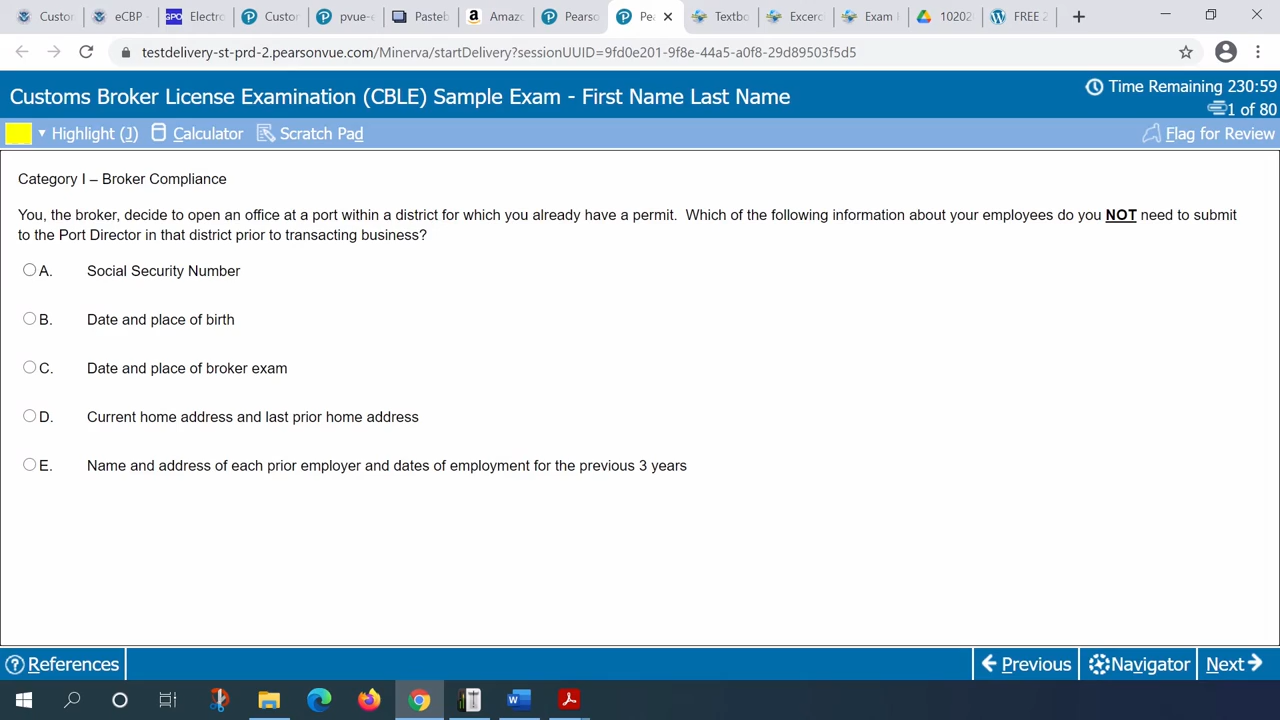 Custor
eCBP
GPO Electro
Custor
pvue-e
Pasteb
a Amaz
Pearso
Pe
Textbo
Excerc
Exam
10202
FREE 2
testdelivery-st-prd-2.pearsonvue.com/Minerva/startDelivery?sessionUUID=9fd0e201-9f8e-44a5-a0f8-29d89503f5d5
Customs Broker License Examination (CBLE) Sample Exam - First Name Last Name
Time Remaining 230:59
1 of 80
Highlight (J) Calculator Scratch Pad Flag for Review
Category I – Broker Compliance
You, the broker, decide to open an office at a port within a district for which you already have a permit. Which of the following information about your employees do you NOT need to submit
to the Port Director in that district prior to transacting business?
A. Social Security Number
B. Date and place of birth
C. Date and place of broker exam
D. Current home address and last prior home address
E. Name and address of each prior employer and dates of employment for the previous 3 years
References Previous Navigator Next